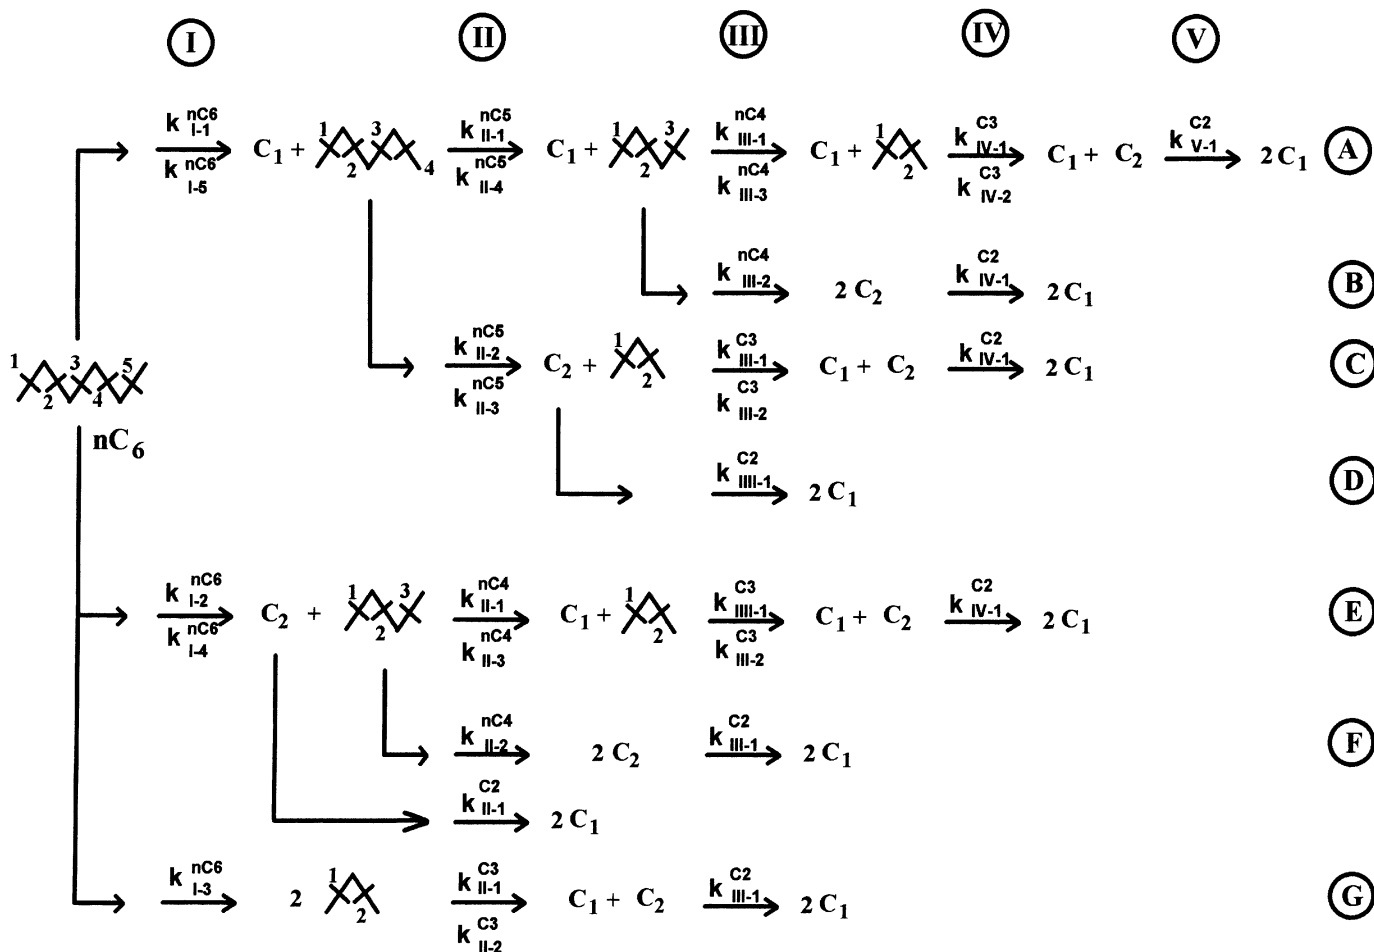 I II III IV V
k I-1 nC6 k I-5 nC6 C1 + 1 2 3 4 k II-1 nC5 k II-4 nC5 C1 + 1 2 3 k III-1 nC4 k III-3 nC4 C1 + 1 2 k IV-1 C3 k IV-2 C3 C1 + C2 k V-1 C2 2 C1 A
k III-2 nC4 2 C2 k IV-1 C2 2 C1 B
k II-2 nC5 k II-3 nC5 C2 + 1 2 k III-1 C3 k III-2 C3 C1 + C2 k IV-1 C2 2 C1 C
1 2 3 4 5
nC6
k IIII-1 C2 2 C1 D
k I-2 nC6 k I-4 nC6 C2 + 1 2 3 k II-1 nC4 k II-3 nC4 C1 + 1 2 k IIII-1 C3 k III-2 C3 C1 + C2 k IV-1 C2 2 C1 E
k II-2 nC4 2 C2 k III-1 C2 2 C1 F
k II-1 C2 2 C1
k I-3 nC6 2 1 2 k II-1 C3 k II-2 C3 C1 + C2 k III-1 C2 2 C1 G